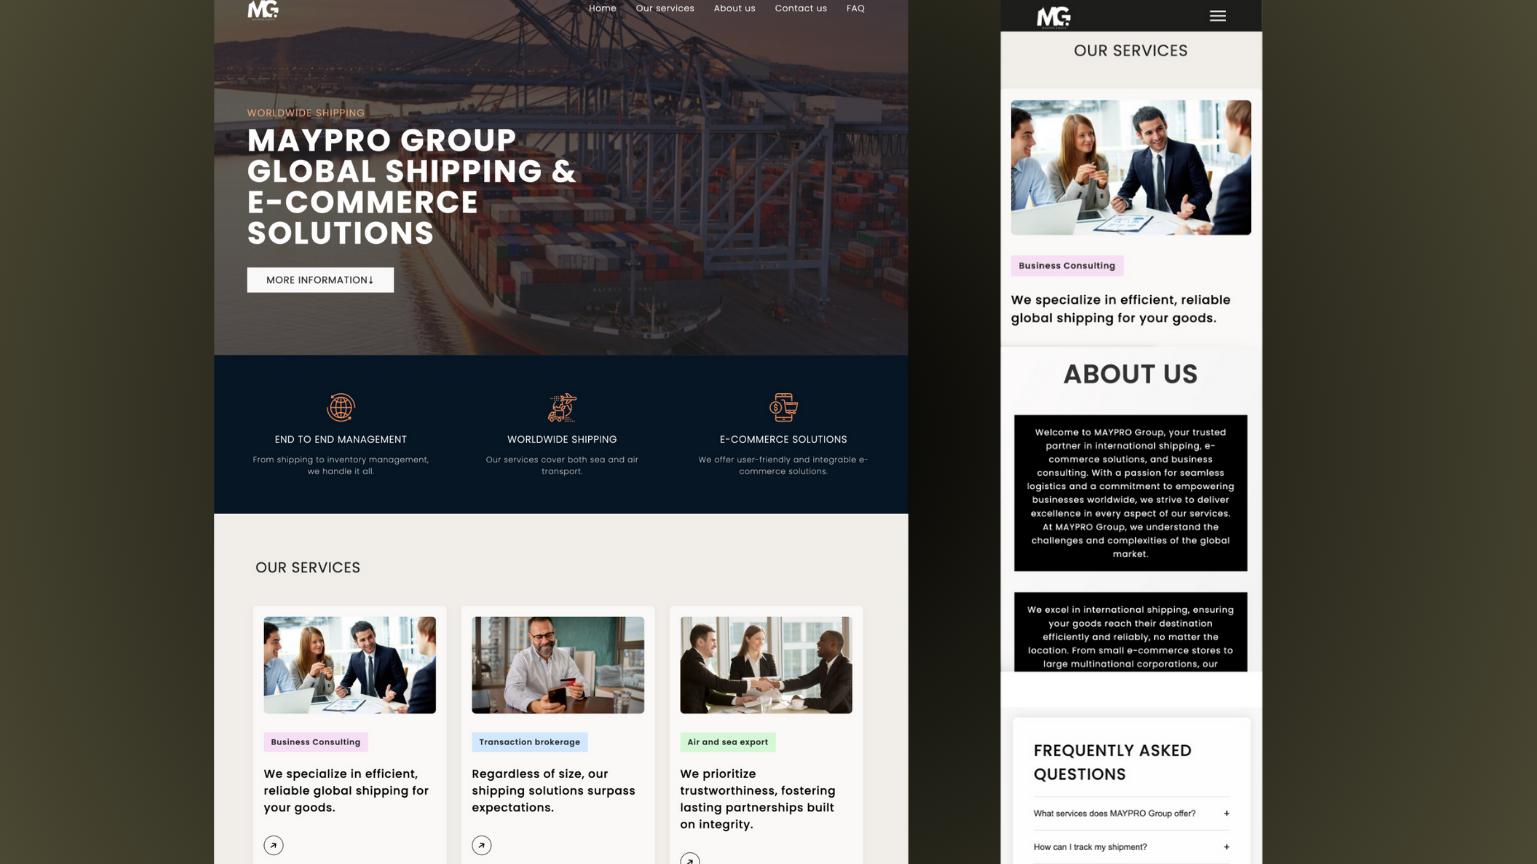 MG.
Home Our services About us Contact us FAQ
WORLDWIDE SHIPPING
MAYPRO GROUP
GLOBAL SHIPPING &
E-COMMERCE
SOLUTIONS
MORE INFORMATION↓
END TO END MANAGEMENT
From shipping to inventory management,
we handle it all.
WORLDWIDE SHIPPING
Our services cover both sea and air
transport.
E-COMMERCE SOLUTIONS
We offer user-friendly and integrable e-
commerce solutions.
OUR SERVICES
Business Consulting
We specialize in efficient,
reliable global shipping for
your goods.
Transaction brokerage
Regardless of size, our
shipping solutions surpass
expectations.
Air and sea export
We prioritize
trustworthiness, fostering
lasting partnerships built
on integrity.
MG.
OUR SERVICES
Business Consulting
We specialize in efficient, reliable
global shipping for your goods.
ABOUT US
Welcome to MAYPRO Group, your trusted
partner in international shipping, e-
commerce solutions, and business
consulting. With a passion for seamless
logistics and a commitment to empowering
businesses worldwide, we strive to deliver
excellence in every aspect of our services.
At MAYPRO Group, we understand the
challenges and complexities of the global
market.
We excel in international shipping, ensuring
your goods reach their destination
efficiently and reliably, no matter the
location. From small e-commerce stores to
large multinational corporations, our
FREQUENTLY ASKED
QUESTIONS
What services does MAYPRO Group offer? +
How can I track my shipment? +